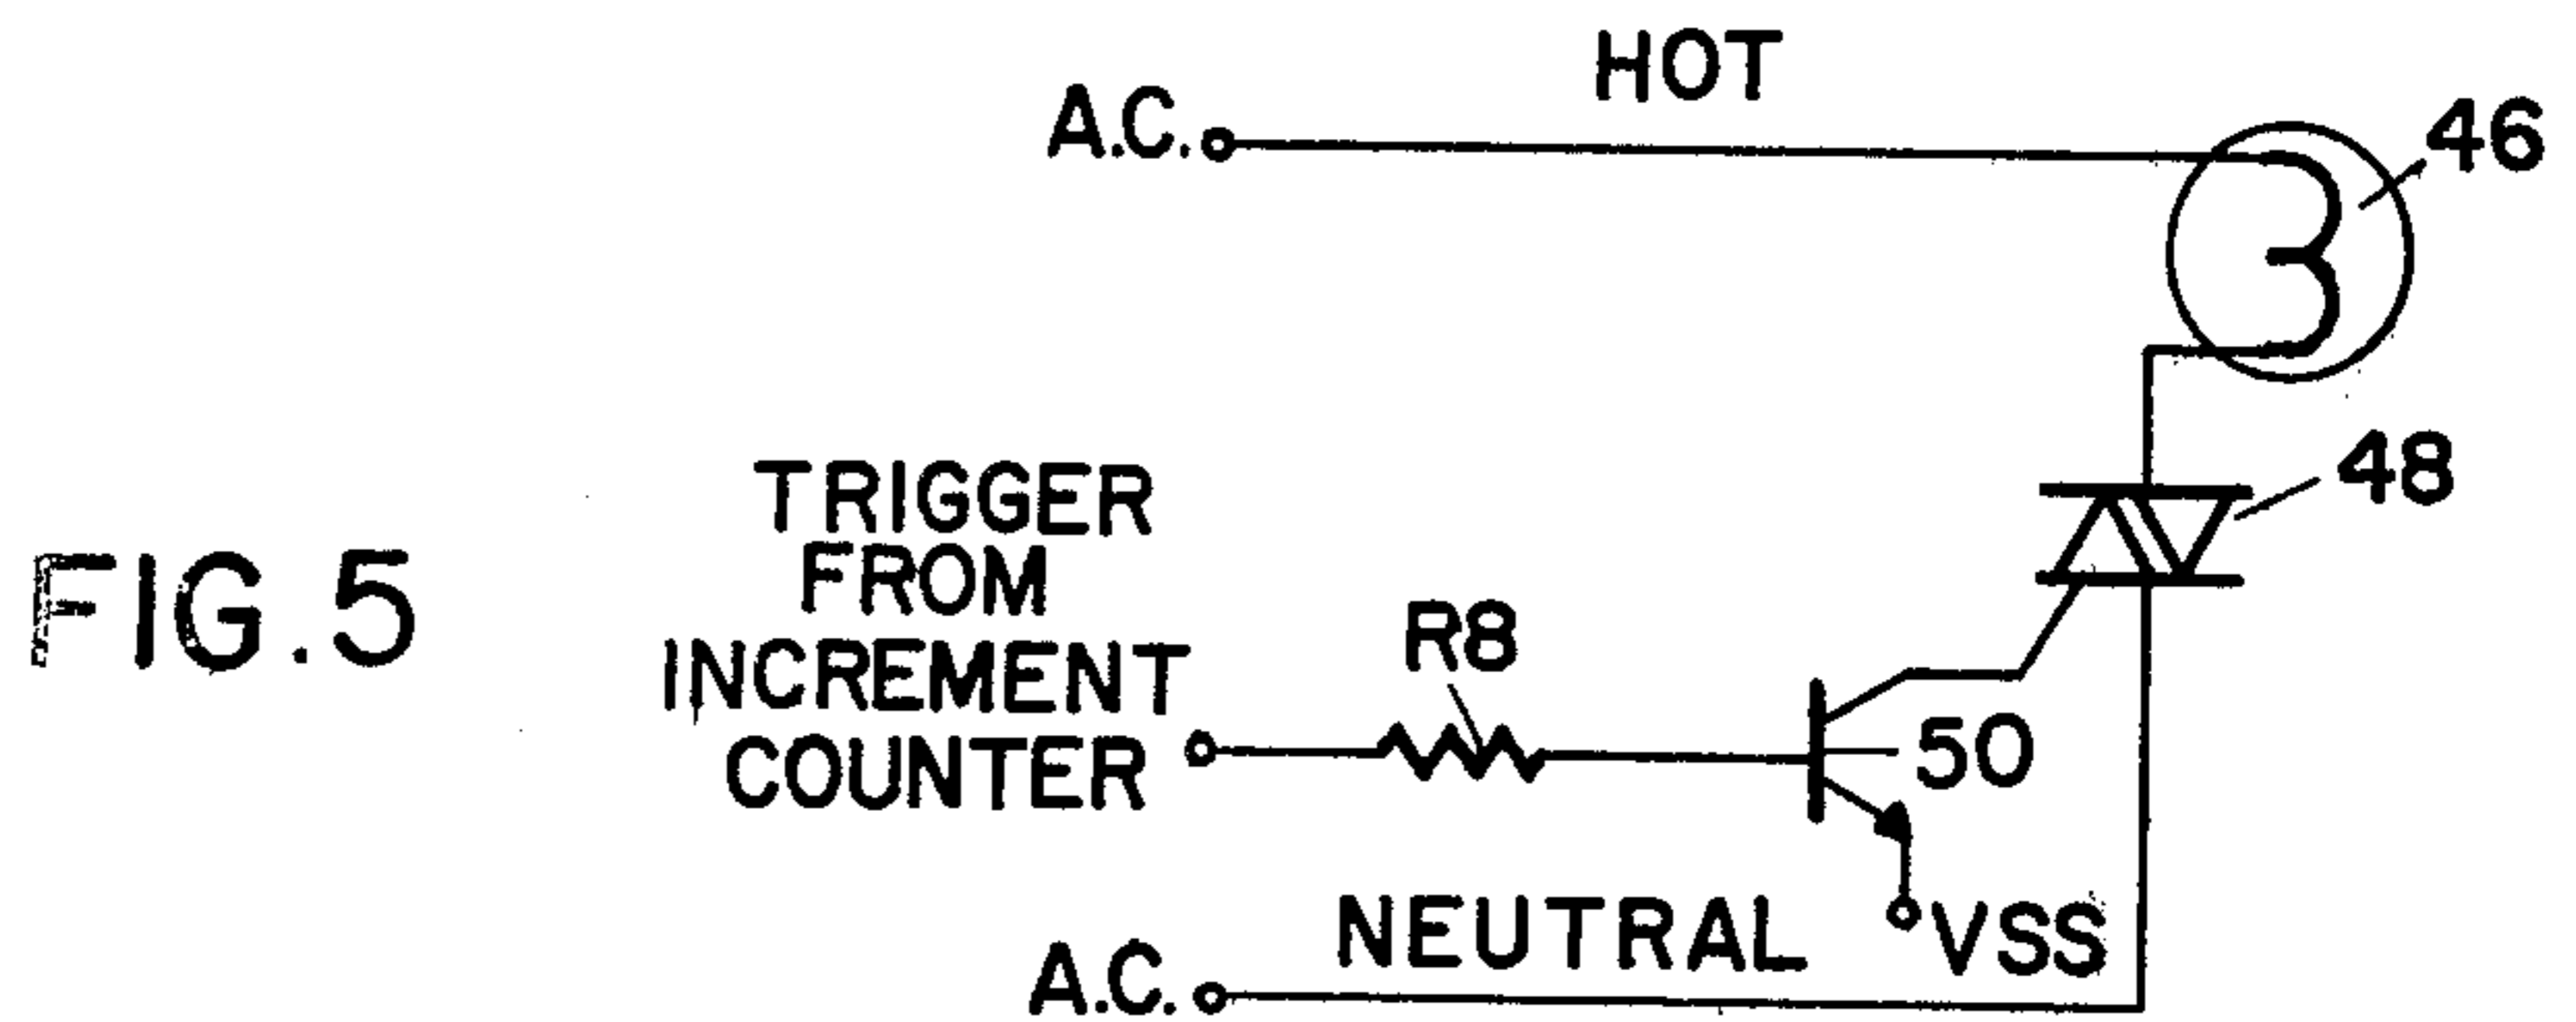 HOT
A.C.
46
48
TRIGGER
FROM
INCREMENT
COUNTER
R8
50
FIG.5
NEUTRAL
VSS
A.C.